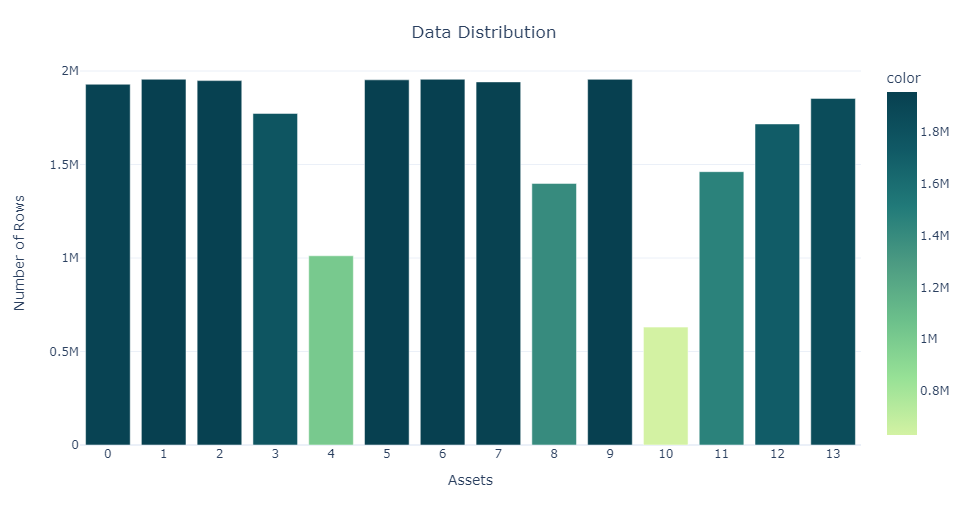 Data Distribution
color
2M
1.5M
1M
0.5M
0
Number of Rows
0 1 2 3 4 5 6 7 8 9 10 11 12 13
Assets
1.8M
1.6M
1.4M
1.2M
1M
0.8M